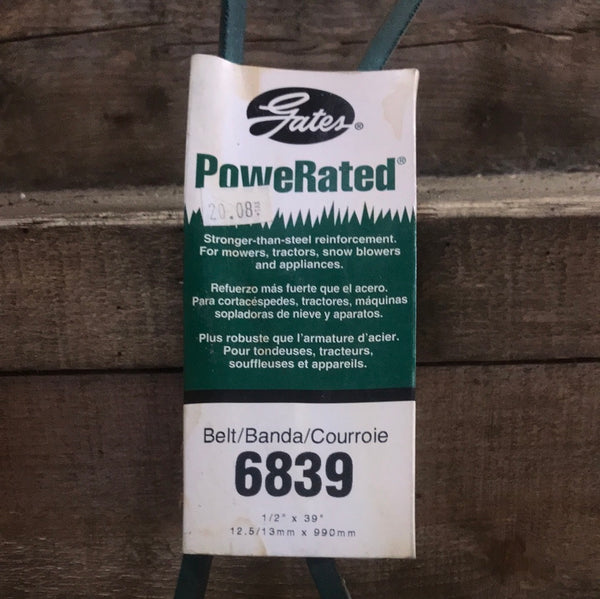 Gates®
PoweRated®
20.08
Stronger-than-steel reinforcement.
For mowers, tractors, snow blowers
and appliances.
Refuerzo más fuerte que el acero.
Para cortacéspedes, tractores, máquinas
sopladoras de nieve y aparatos.
Plus robuste que l'armature d'acier.
Pour tondeuses, tracteurs,
souffleuses et appareils.
Belt/Banda/Courroie
6839
1/2" x 39"
12.5/13mm x 990mm